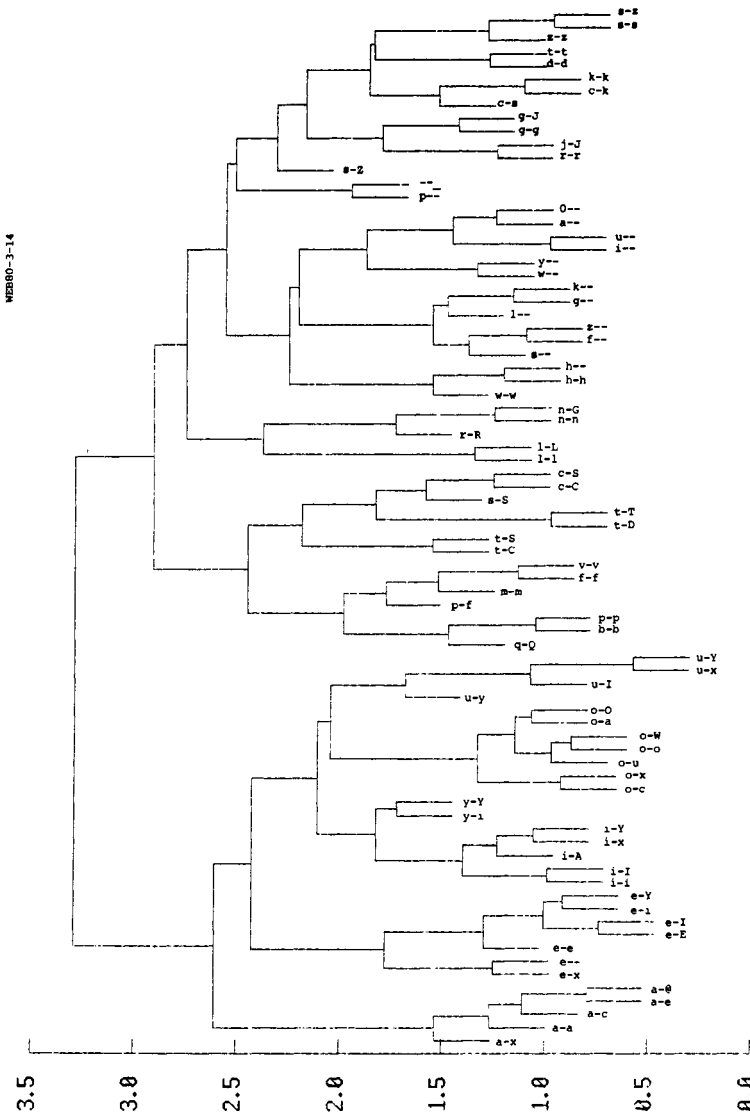 WEB80-3-14
s-z
s-s
z-z
t-t
d-d
k-k
c-k
c-s
g-J
g-g
j-J
r-r
s-Z
p--
O--
a--
u--
i--
y--
w--
k--
g--
l--
z--
f--
s--
h--
h-h
w-w
n-G
n-n
r-R
l-L
l-l
c-S
c-C
s-S
t-T
t-D
t-S
t-C
v-v
f-f
m-m
p-f
p-p
b-b
q-Q
u-Y
u-x
u-I
u-y
o-O
o-a
o-W
o-o
o-u
o-x
o-c
y-Y
y-i
i-Y
i-x
i-A
i-I
i-i
e-Y
e-i
e-I
e-E
e-e
e--
e-x
a-@
a-e
a-c
a-a
a-x
3.5
3.0
2.5
2.0
1.5
1.0
0.5
0.0